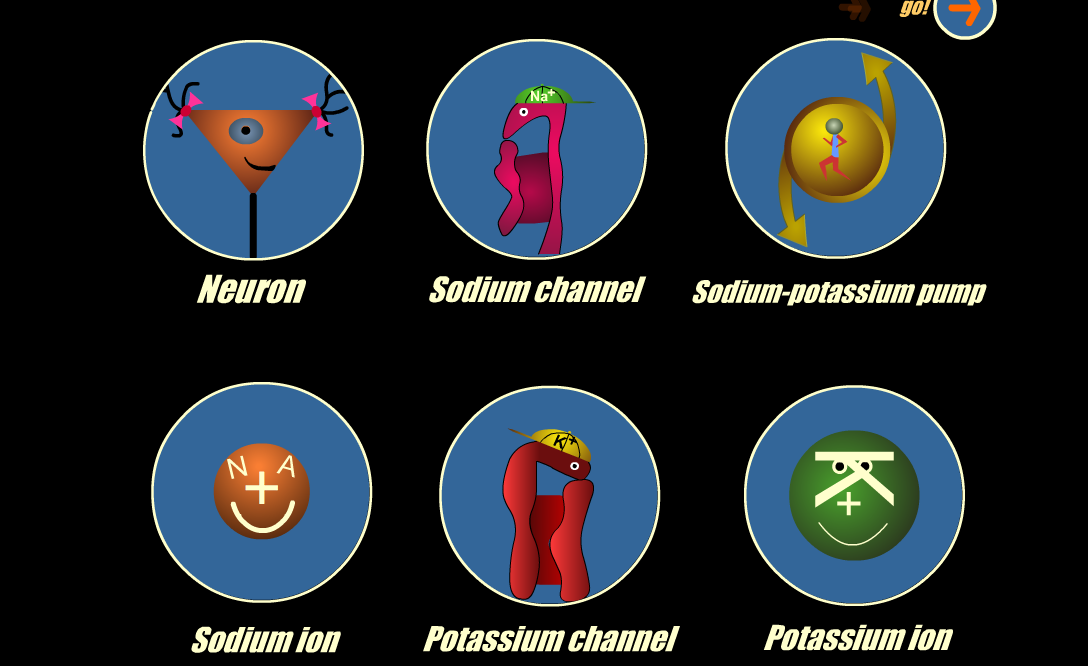 go!
Na+
Neuron
Sodium channel
Sodium-potassium pump
N A
+
K+
K
+
Sodium ion
Potassium channel
Potassium ion